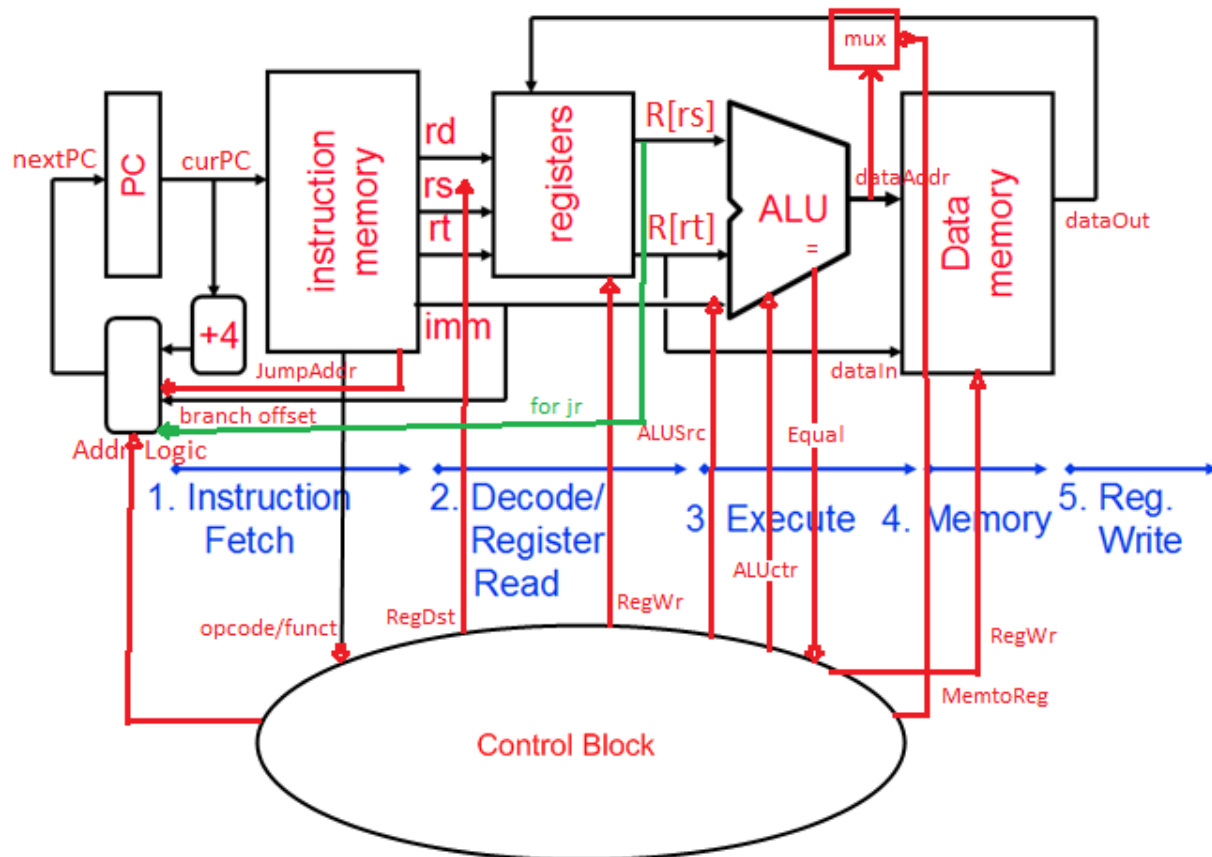 mux
nextPC
PC
curPC
instruction
memory
rd
rs
rt
imm
registers
R[rs]
R[rt]
ALU
=
dataAddr
Data
memory
dataOut
+4
JumpAddr
branch offset
for jr
dataIn
Addr Logic
ALUSrc
Equal
1. Instruction
Fetch
2. Decode/
Register
Read
3. Execute
4. Memory
5. Reg.
Write
ALUctr
opcode/funct
RegDst
RegWr
RegWr
MemtoReg
Control Block